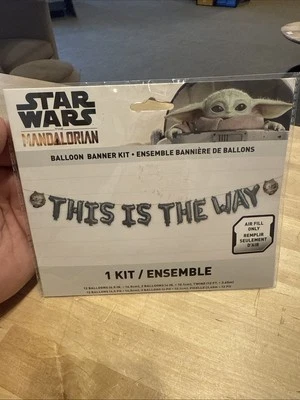 STAR
WARS
THE
MANDALORIAN
BALLOON BANNER KIT • ENSEMBLE BANNIÈRE DE BALLONS
THIS IS THE WAY
AIR FILL
ONLY
REMPLIR
SEULEMENT
D'AIR
1 KIT / ENSEMBLE